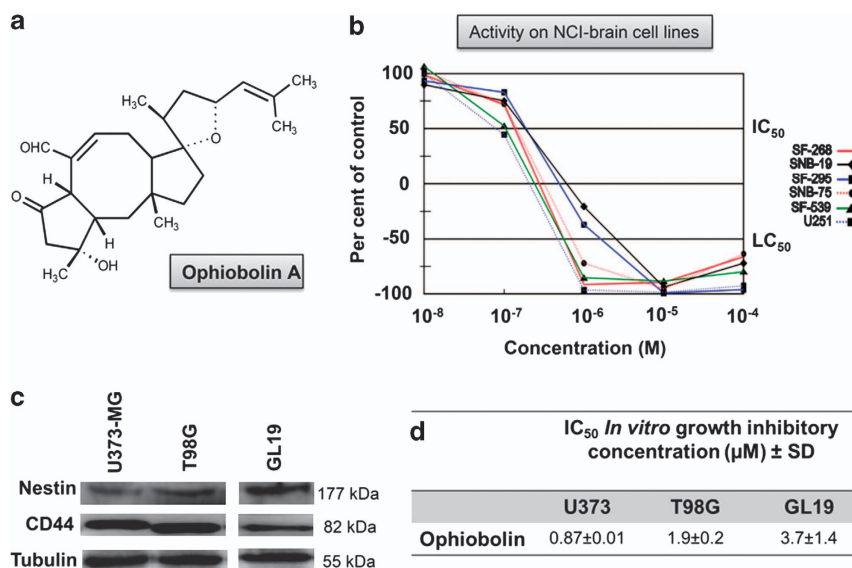 a
CH₃
H₃C
CH₃
O
OHC
H
O
H
CH₃
H₃C
OH
Ophiobolin A
b
Activity on NCI-brain cell lines
Per cent of control
100
50
0
-50
-100
IC₅₀
LC₅₀
10⁻⁸ 10⁻⁷ 10⁻⁶ 10⁻⁵ 10⁻⁴
Concentration (M)
SF-268
SNB-19
SF-295
SNB-75
SF-539
U251
c
U373-MG T98G GL19
Nestin 177 kDa
CD44 82 kDa
Tubulin 55 kDa
d
IC₅₀ In vitro growth inhibitory
concentration (µM) ± SD
U373 T98G GL19
Ophiobolin 0.87±0.01 1.9±0.2 3.7±1.4